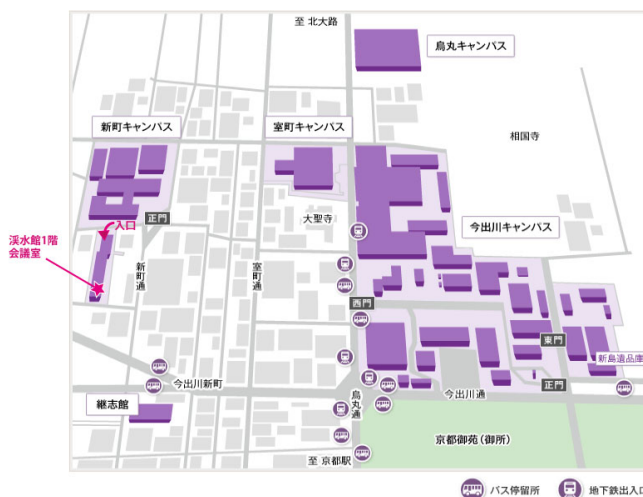 至 北大路
烏丸キャンパス
新町キャンパス
室町キャンパス
相国寺
正門
入口
大聖寺
今出川キャンパス
渓水館1階
会議室
新町通
室町通
西門
東門
新島遺品庫
今出川新町
正門
今出川通
継志館
烏丸通
京都御苑(御所)
至 京都駅
バス停留所
地下鉄出入口